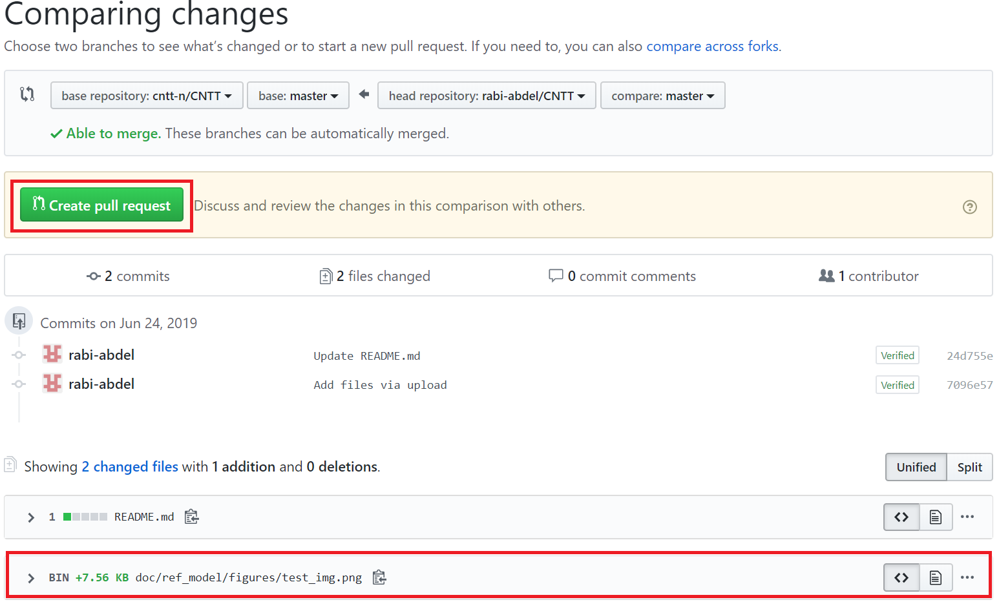 Comparing changes
Choose two branches to see what’s changed or to start a new pull request. If you need to, you can also compare across forks.
base repository: cntt-n/CNTT base: master head repository: rabi-abdel/CNTT compare: master
Able to merge. These branches can be automatically merged.
Create pull request Discuss and review the changes in this comparison with others.
2 commits 2 files changed 0 commit comments 1 contributor
Commits on Jun 24, 2019
rabi-abdel Update README.md Verified 24d755e
rabi-abdel Add files via upload Verified 7096e57
Showing 2 changed files with 1 addition and 0 deletions. Unified Split
1 README.md
BIN +7.56 KB doc/ref_model/figures/test_img.png